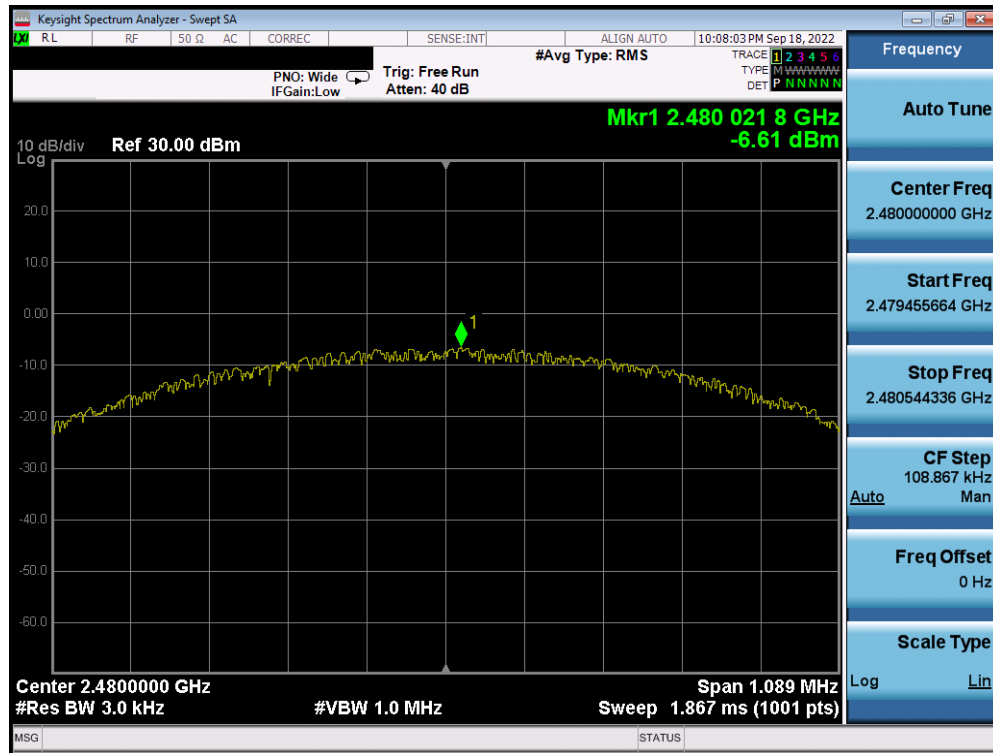 Keysight Spectrum Analyzer - Swept SA
LXI RL RF 50 Ω AC CORREC SENSE:INT ALIGN AUTO 10:08:03 PM Sep 18, 2022
PNO: Wide
IFGain:Low
Trig: Free Run
Atten: 40 dB
#Avg Type: RMS
TRACE 1 2 3 4 5 6
TYPE M W W W W W
DET P N N N N N
Mkr1 2.480 021 8 GHz
-6.61 dBm
10 dB/div Ref 30.00 dBm
Log
20.0
10.0
0.00
-10.0
-20.0
-30.0
-40.0
-50.0
-60.0
1
Center 2.4800000 GHz Span 1.089 MHz
#Res BW 3.0 kHz #VBW 1.0 MHz Sweep 1.867 ms (1001 pts)
MSG STATUS
Frequency
Auto Tune
Center Freq
2.480000000 GHz
Start Freq
2.479455664 GHz
Stop Freq
2.480544336 GHz
CF Step
108.867 kHz
Auto Man
Freq Offset
0 Hz
Scale Type
Log Lin